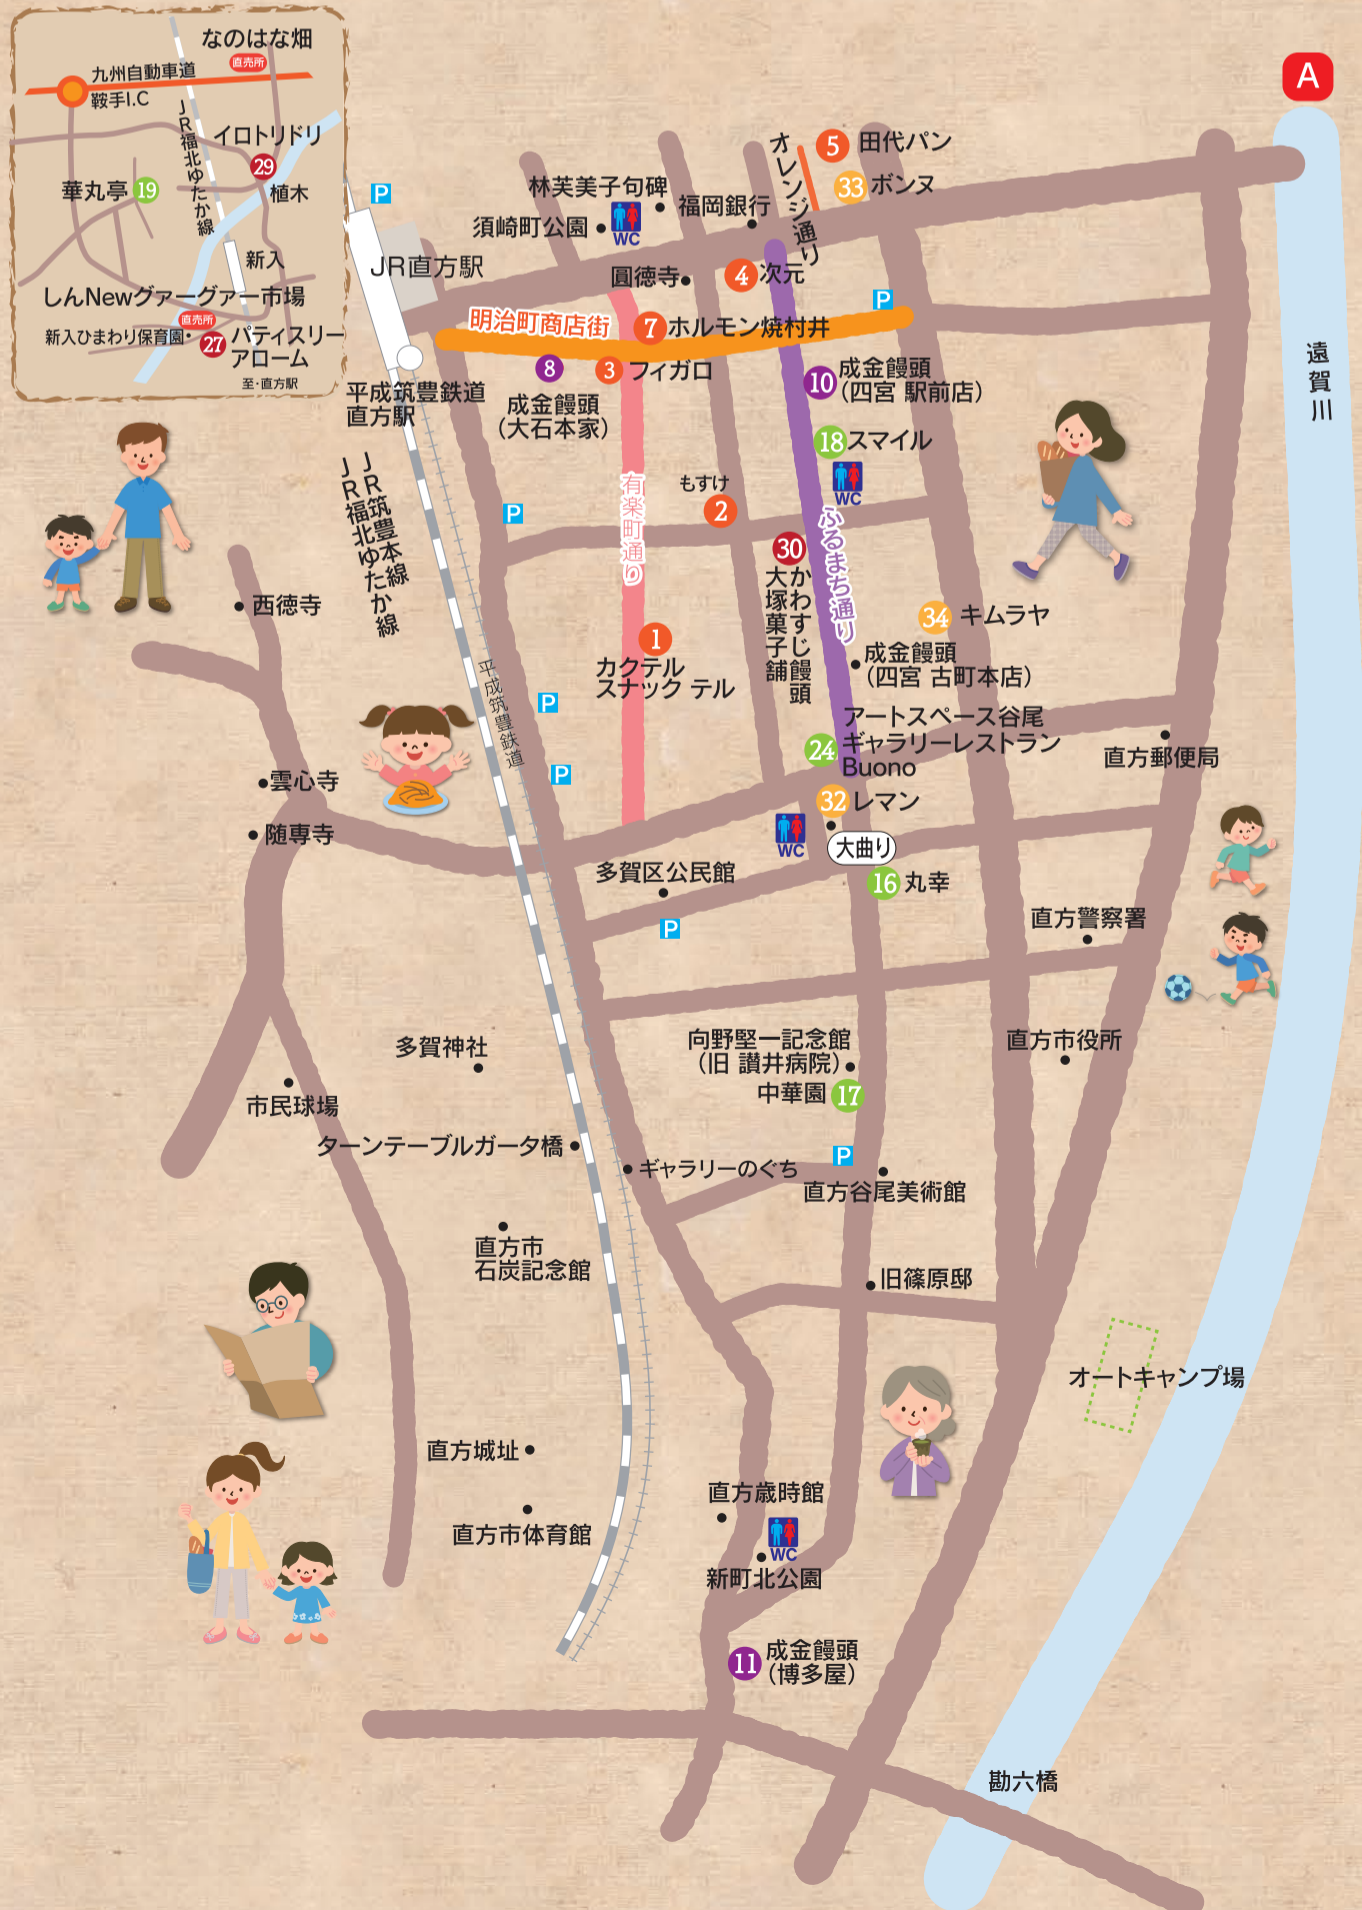 なのはな畑
直売所
九州自動車道
鞍手I.C
JR福北ゆたか線
イロトリドリ
29
植木
華丸亭 19
新入
しんNewグァーグァー市場
直売所
新入ひまわり保育園・
27 パティスリー
アローム
至・直方駅
A
遠賀川
P
オレンジ通り
5 田代パン
33 ボンヌ
林芙美子句碑
福岡銀行
須崎町公園
WC
JR直方駅
圓徳寺
4 次元
P
明治町商店街
7 ホルモン焼村井
8
3 フィガロ
成金饅頭
(大石本家)
10 成金饅頭
(四宮 駅前店)
平成筑豊鉄道
直方駅
JR筑豊本線
JR福北ゆたか線
18 スマイル
WC
有楽町通り
もすけ
2
P
ふるまち通り
30
かわすじ饅頭
大塚菓子舗
34 キムラヤ
西徳寺
1
カクテル
スナック テル
成金饅頭
(四宮 古町本店)
平成筑豊鉄道
P
アートスペース谷尾
24 ギャラリーレストラン
Buono
直方郵便局
P
雲心寺
随専寺
32 レマン
WC
大曲り
16 丸幸
多賀区公民館
P
直方警察署
多賀神社
向野堅一記念館
(旧 讃井病院)
中華園 17
直方市役所
市民球場
ターンテーブルガータ橋
ギャラリーのぐち
P
直方谷尾美術館
直方市
石炭記念館
旧篠原邸
オートキャンプ場
直方城址
直方市体育館
直方歳時館
WC
新町北公園
11 成金饅頭
(博多屋)
勘六橋